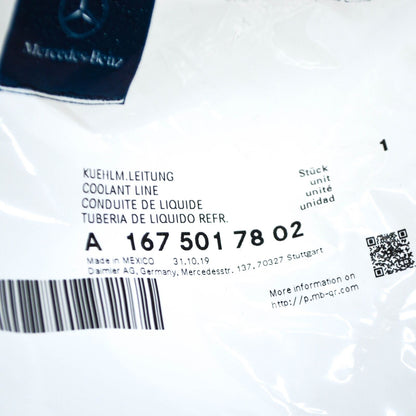 Mercedes-Benz
1
KUEHLM.LEITUNG
COOLANT LINE
CONDUITE DE LIQUIDE
TUBERIA DE LIQUIDO REFR.
Stück
unit
unité
unidad
A 167 501 78 02
Made in MEXICO 31.10.19
Daimler AG, Germany, Mercedesstr. 137, 70327 Stuttgart
More information on
http://p.mb-qr.com